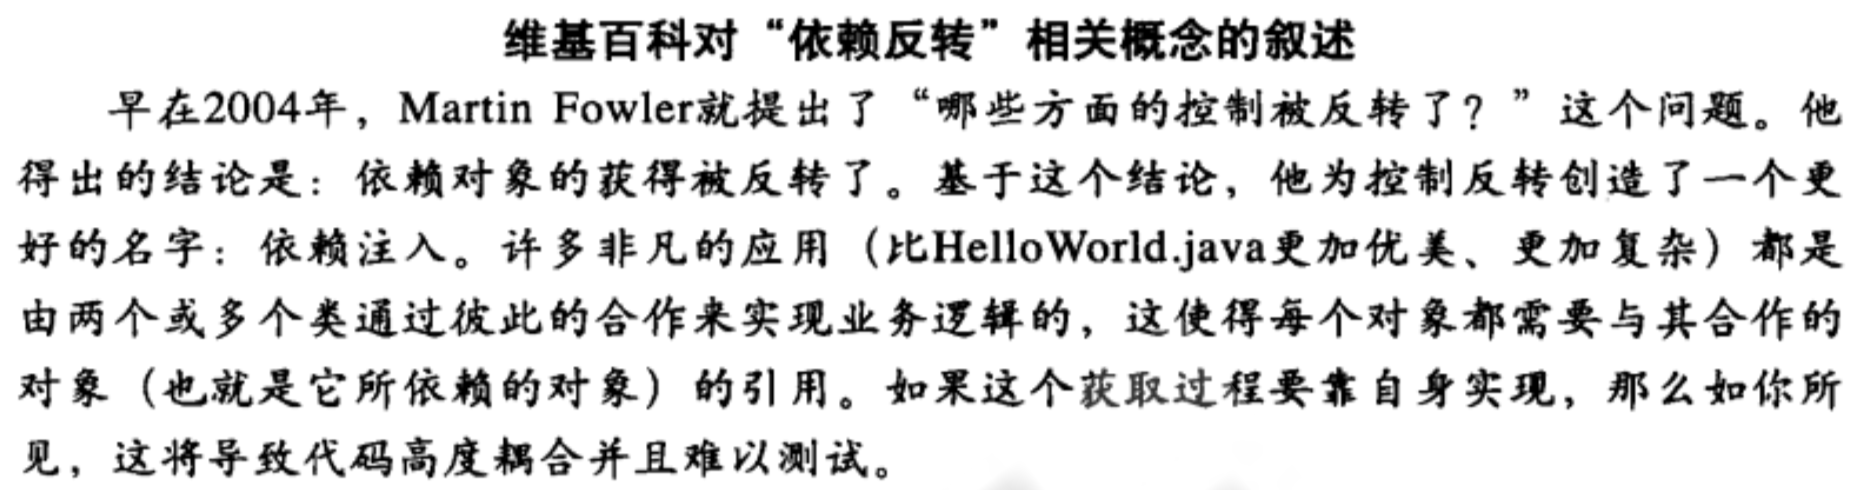 维基百科对“依赖反转”相关概念的叙述
早在2004年，Martin Fowler就提出了“哪些方面的控制被反转了？”这个问题。他
得出的结论是：依赖对象的获得被反转了。基于这个结论，他为控制反转创造了一个更
好的名字：依赖注入。许多非凡的应用（比HelloWorld.java更加优美、更加复杂）都是
由两个或多个类通过彼此的合作来实现业务逻辑的，这使得每个对象都需要与其合作的
对象（也就是它所依赖的对象）的引用。如果这个获取过程要靠自身实现，那么如你所
见，这将导致代码高度耦合并且难以测试。